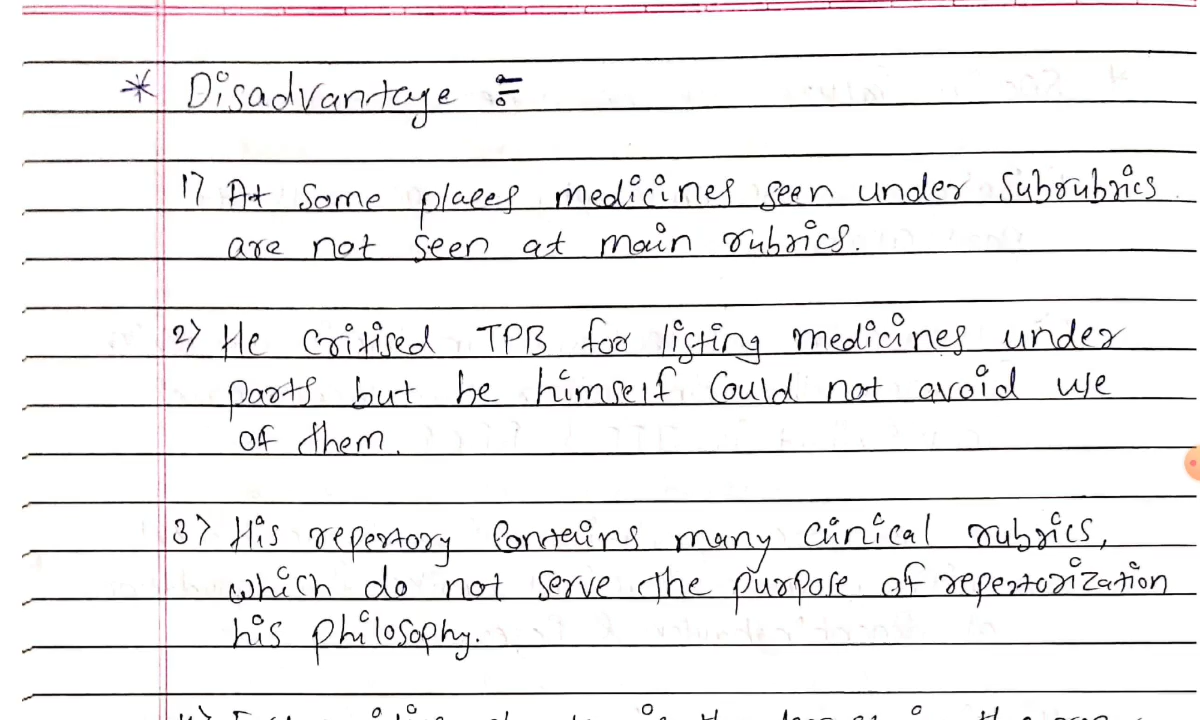 * Disadvantage :-
1) At Some places medicines seen under Subrubrics
are not seen at main rubrics.
2) He Critised TPB for listing medicines under
parts but he himself Could not avoid use
of them.
3) His repertory Contains many clinical rubrics,
which do not serve the purpose of repertorization
his philosophy.